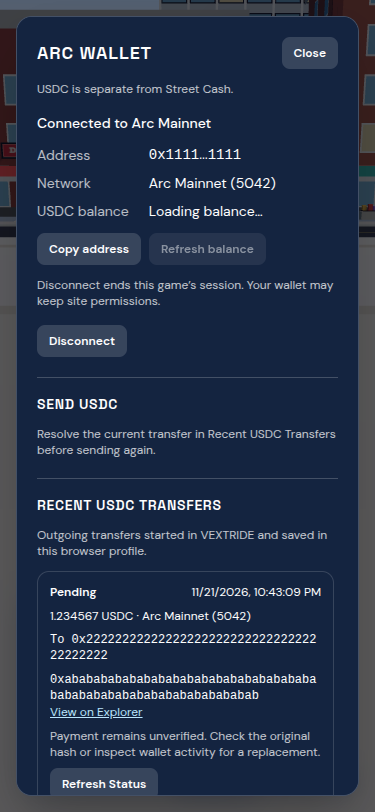 ARC WALLET
Close
USDC is separate from Street Cash.
Connected to Arc Mainnet
Address 0x1111…1111
Network Arc Mainnet (5042)
USDC balance Loading balance…
Copy address Refresh balance
Disconnect ends this game's session. Your wallet may
keep site permissions.
Disconnect
SEND USDC
Resolve the current transfer in Recent USDC Transfers
before sending again.
RECENT USDC TRANSFERS
Outgoing transfers started in VEXTRIDE and saved in
this browser profile.
Pending 11/21/2026, 10:43:09 PM
1.234567 USDC · Arc Mainnet (5042)
To 0x22222222222222222222222222222222
22222222
0xabababababababababababababababababa
bababababababababababababab
View on Explorer
Payment remains unverified. Check the original
hash or inspect wallet activity for a replacement.
Refresh Status